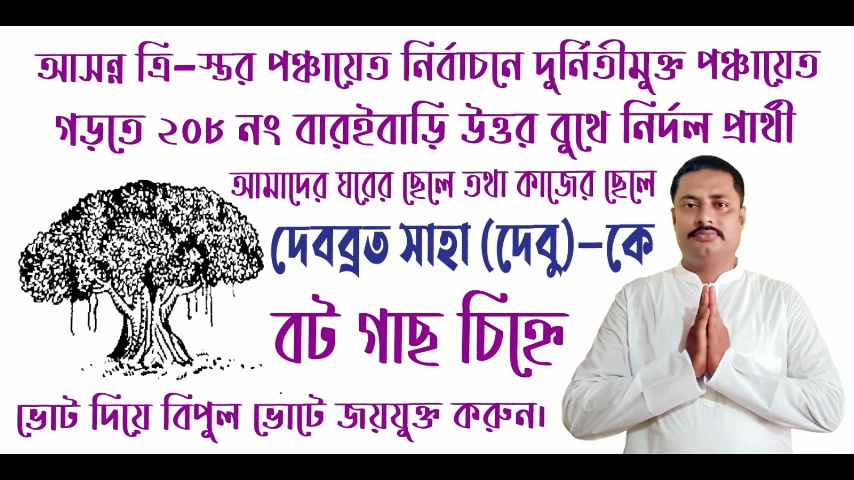 আসন্ন ত্রি-স্তর পঞ্চায়েত নির্বাচনে দুর্নিতীমুক্ত পঞ্চায়েত
গড়তে ২০৮ নং বারইবাড়ি উত্তর বুথে নির্দল প্রার্থী
আমাদের ঘরের ছেলে তথা কাজের ছেলে
দেবব্রত সাহা (দেবু)-কে
বট গাছ চিহ্নে
ভোট দিয়ে বিপুল ভোটে জয়যুক্ত করুন।